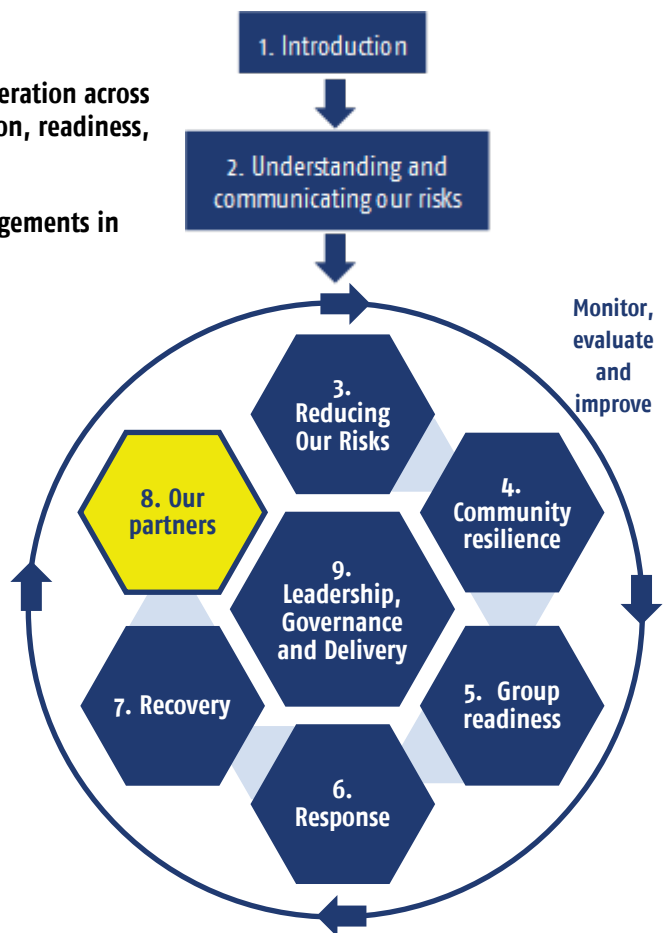 1. Introduction
eration across
on, readiness,
2. Understanding and
communicating our risks
gements in
Monitor,
evaluate
and
improve
3.
Reducing
Our Risks
4.
Community
resilience
8. Our
partners
9.
Leadership,
Governance
and Delivery
5. Group
readiness
7. Recovery
6.
Response